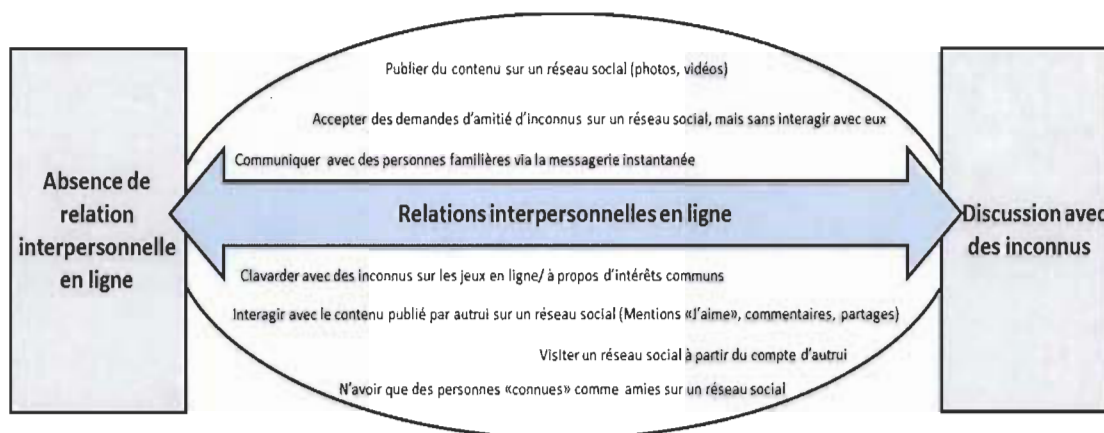 Publier du contenu sur un réseau social (photos, vidéos)
Accepter des demandes d'amitié d'inconnus sur un réseau social, mais sans interagir avec eux
Communiquer avec des personnes familières via la messagerie instantanée
Absence de
relation
interpersonnelle
en ligne
Relations interpersonnelles en ligne
Discussion avec
des inconnus
Clavarder avec des inconnus sur les jeux en ligne/ à propos d'intérêts communs
Interagir avec le contenu publié par autrui sur un réseau social (Mentions «J'aime», commentaires, partages)
Visiter un réseau social à partir du compte d'autrui
N'avoir que des personnes «connues» comme amies sur un réseau social